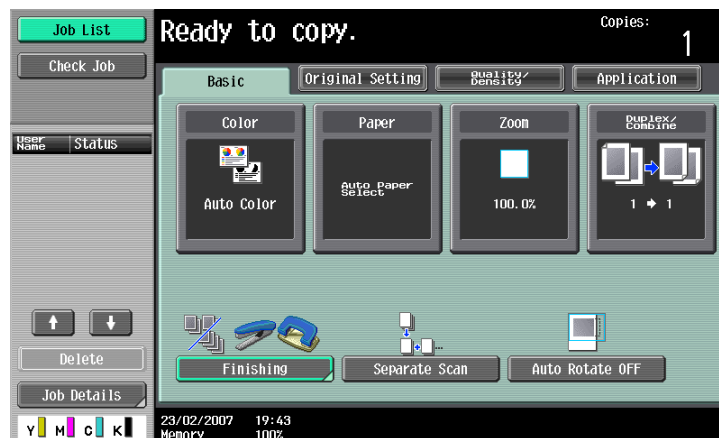 Job List
Check Job
User Name
Status
Delete
Job Details
Y M C K
Ready to copy.
Copies:
1
Basic
Original Setting
Quality/
Density
Application
Color
Auto Color
Paper
Auto Paper
Select
Zoom
100.0%
Duplex/
Combine
1 → 1
Finishing
Separate Scan
Auto Rotate OFF
23/02/2007 19:43
Memory 100%